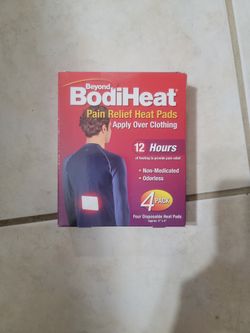 Beyond
BodiHeat®
Pain Relief Heat Pads
Apply Over Clothing
12 Hours
of heating to provide pain relief
• Non-Medicated
• Odorless
4 PACK
Four Disposable Heat Pads